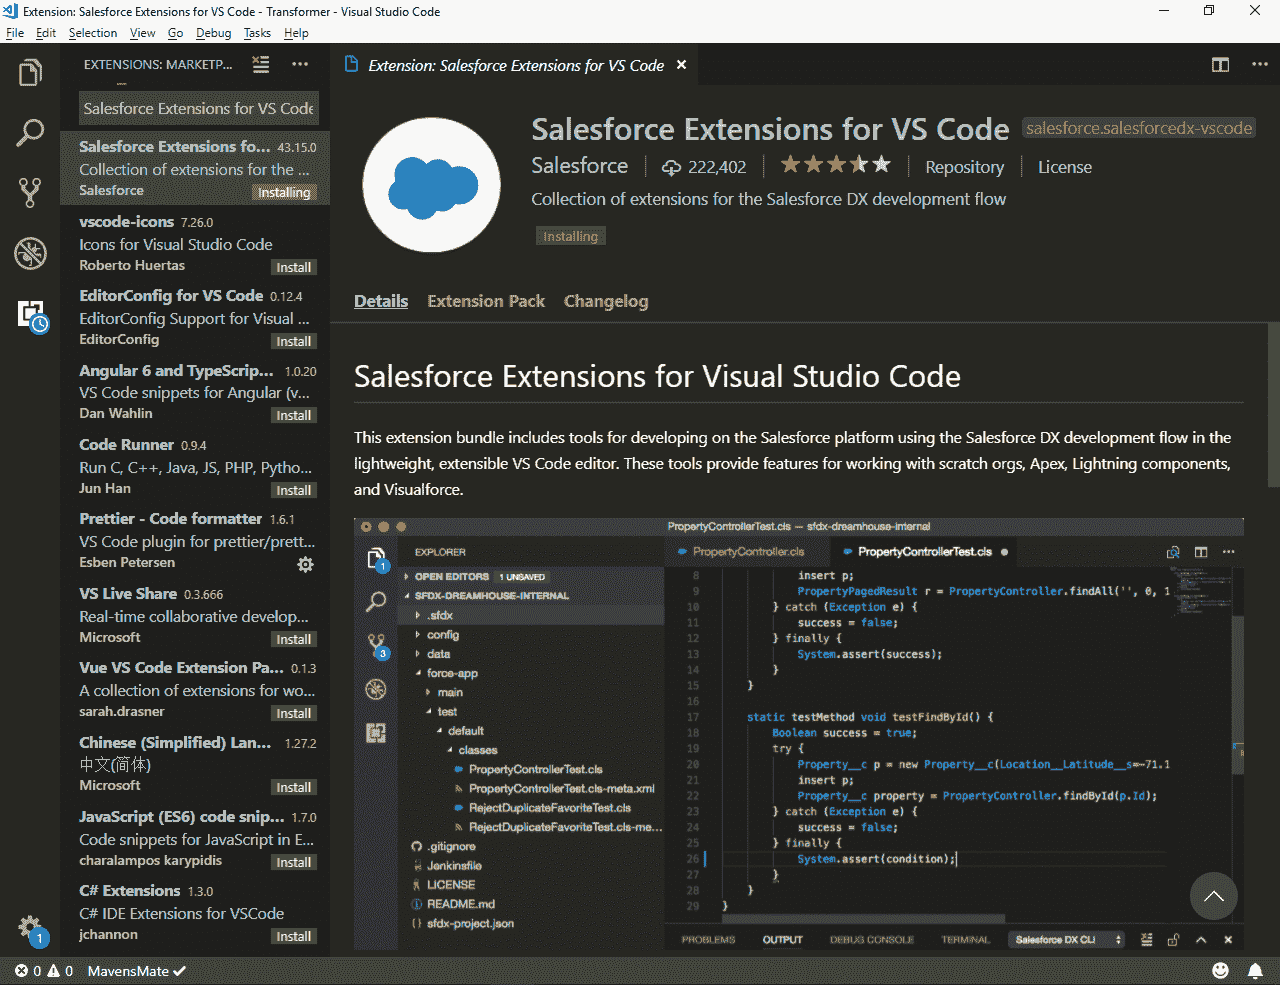 Extension: Salesforce Extensions for VS Code - Transformer - Visual Studio Code
File Edit Selection View Go Debug Tasks Help
EXTENSIONS: MARKETP...
Salesforce Extensions for VS Code
Salesforce Extensions fo... 43.15.0
Collection of extensions for the ...
Salesforce Installing
vscode-icons 7.26.0
Icons for Visual Studio Code
Roberto Huertas Install
EditorConfig for VS Code 0.12.4
EditorConfig Support for Visual ...
EditorConfig Install
Angular 6 and TypeScrip... 1.0.20
VS Code snippets for Angular (v...
Dan Wahlin Install
Code Runner 0.9.4
Run C, C++, Java, JS, PHP, Pytho...
Jun Han Install
Prettier - Code formatter 1.6.1
VS Code plugin for prettier/prett...
Esben Petersen
VS Live Share 0.3.666
Real-time collaborative develop...
Microsoft Install
Vue VS Code Extension Pa... 0.1.3
A collection of extensions for wo...
sarah.drasner Install
Chinese (Simplified) Lan... 1.27.2
中文(简体)
Microsoft Install
JavaScript (ES6) code snip... 1.7.0
Code snippets for JavaScript in E...
charalampos karypidis Install
C# Extensions 1.3.0
C# IDE Extensions for VSCode
jchannon Install
1
Extension: Salesforce Extensions for VS Code
Salesforce Extensions for VS Code salesforce.salesforcedx-vscode
Salesforce 222,402 Repository License
Collection of extensions for the Salesforce DX development flow
Installing
Details Extension Pack Changelog
Salesforce Extensions for Visual Studio Code
This extension bundle includes tools for developing on the Salesforce platform using the Salesforce DX development flow in the
lightweight, extensible VS Code editor. These tools provide features for working with scratch orgs, Apex, Lightning components,
and Visualforce.
PropertyControllerTest.cls — sfdx-dreamhouse-internal
1
3
EXPLORER
OPEN EDITORS 1 UNSAVED
SFDX-DREAMHOUSE-INTERNAL
.sfdx
config
data
force-app
main
test
default
classes
PropertyControllerTest.cls
PropertyControllerTest.cls-meta.xml
RejectDuplicateFavoriteTest.cls
RejectDuplicateFavoriteTest.cls-me...
.gitignore
Jenkinsfile
LICENSE
README.md
sfdx-project.json
PropertyController.cls PropertyControllerTest.cls
8 insert p;
9 PropertyPagedResult r = PropertyController.findAll('', 0, 1
10 } catch (Exception e) {
11 success = false;
12 } finally {
13 System.assert(success);
14 }
15 }
16
17 static testMethod void testFindById() {
18 Boolean success = true;
19 try {
20 Property__c p = new Property__c(Location__Latitude__s=-71.1
21 insert p;
22 Property__c property = PropertyController.findById(p.Id);
23 } catch (Exception e) {
24 success = false;
25 } finally {
26 System.assert(condition);
27 }
28 }
29 }
PROBLEMS OUTPUT DEBUG CONSOLE TERMINAL Salesforce DX CLI
0 0 MavensMate